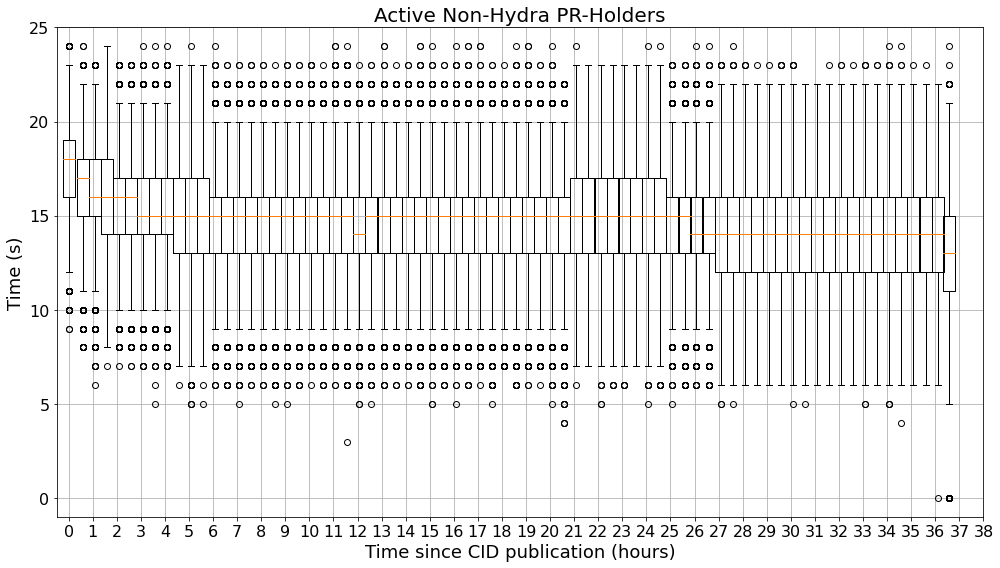 Active Non-Hydra PR-Holders
25
20
15
10
5
0
Time (s)
0 1 2 3 4 5 6 7 8 9 10 11 12 13 14 15 16 17 18 19 20 21 22 23 24 25 26 27 28 29 30 31 32 33 34 35 36 37 38
Time since CID publication (hours)